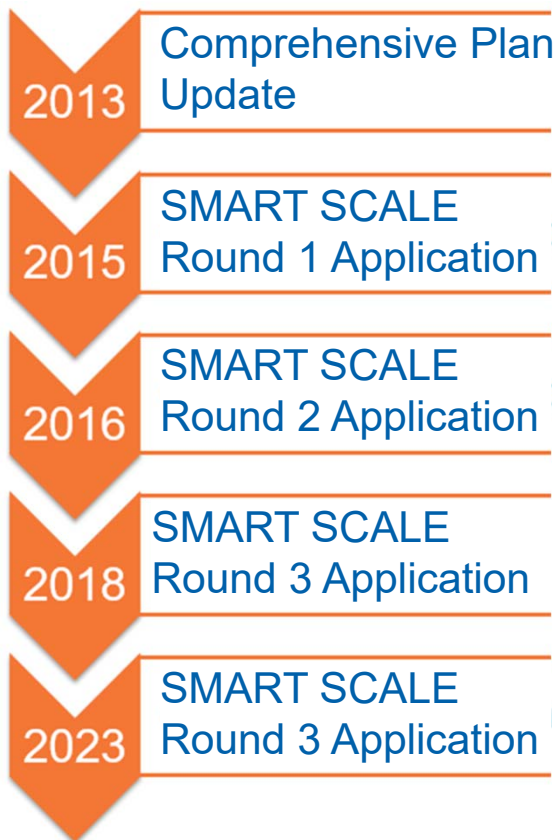 2013
Comprehensive Plan
Update
2015
SMART SCALE
Round 1 Application
2016
SMART SCALE
Round 2 Application
2018
SMART SCALE
Round 3 Application
2023
SMART SCALE
Round 3 Application